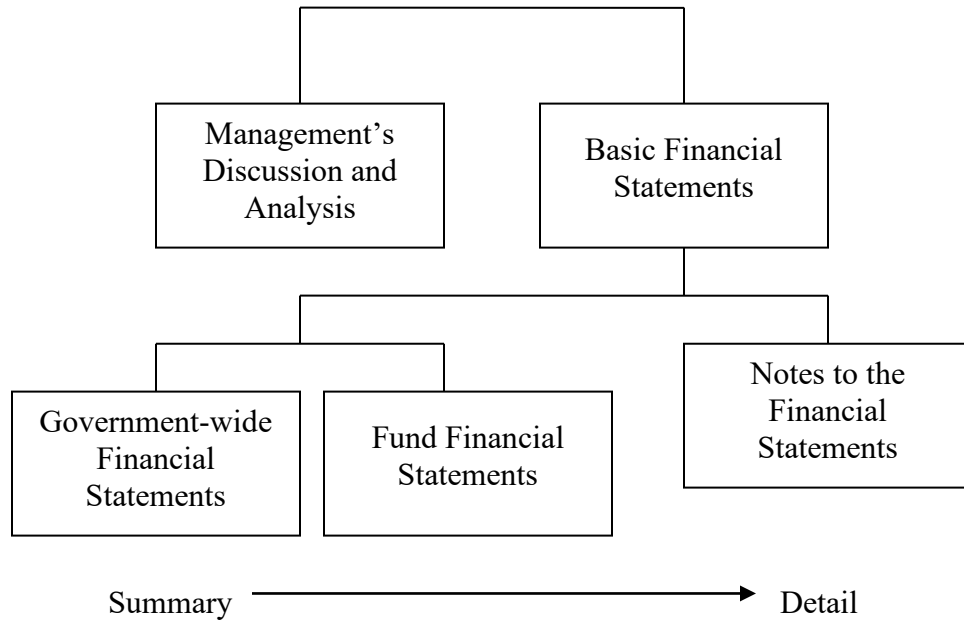 Management’s
Discussion and
Analysis
Basic Financial
Statements
Government-wide
Financial
Statements
Fund Financial
Statements
Notes to the
Financial
Statements
Summary
Detail